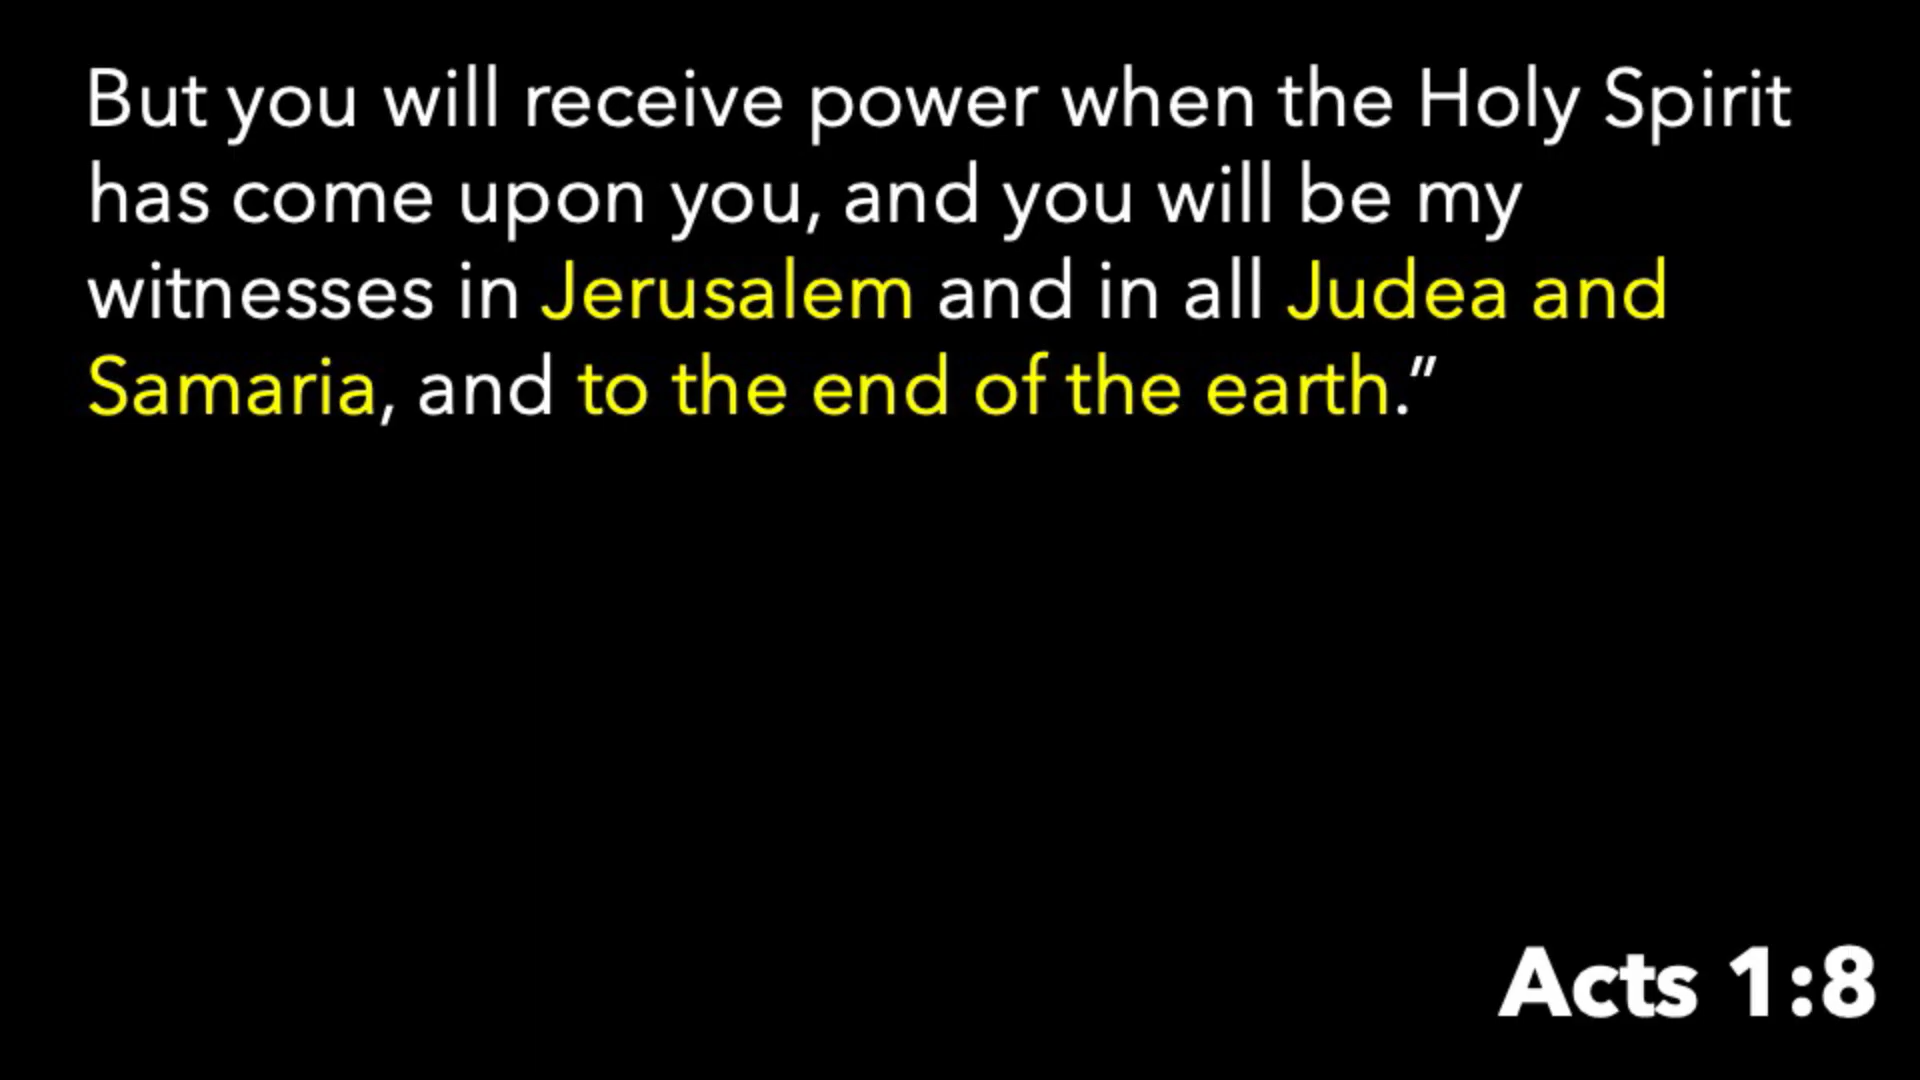 But you will receive power when the Holy Spirit
has come upon you, and you will be my
witnesses in Jerusalem and in all Judea and
Samaria, and to the end of the earth.”
Acts 1:8